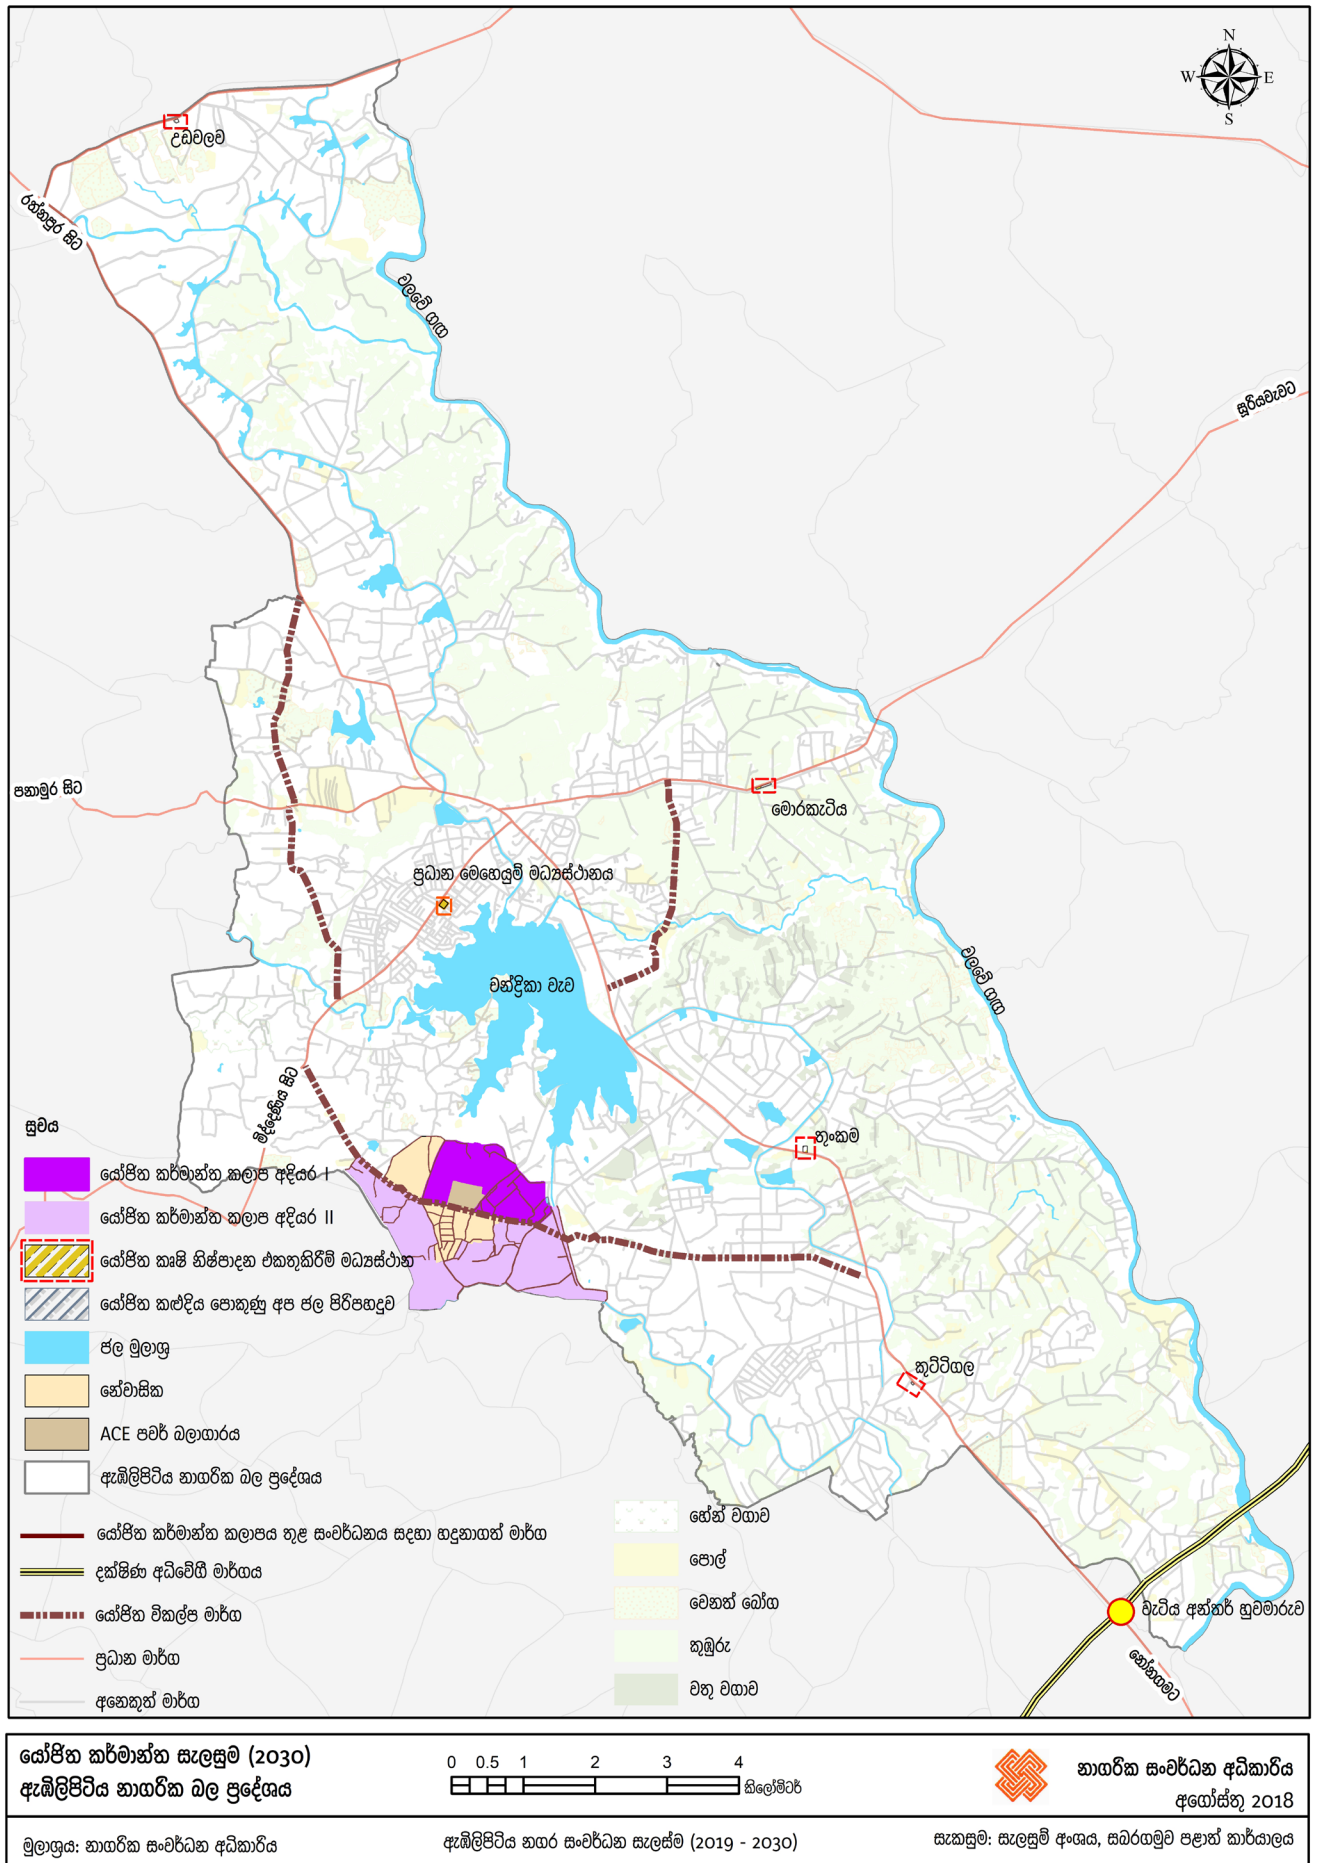 N
W E
S
උඩවලව
රත්නපුර සිට
වලවේ ගඟ
සූරියවැවට
පනාමුර සිට
මොරකැටිය
ප්‍රධාන මෙහෙයුම් මධ්‍යස්ථානය
චන්ද්‍රිකා වැව
වලවේ ගඟ
මිද්දෙණිය සිට
තුංකම
කුට්ටිගල
වැටිය අන්තර් හුවමාරුව
නෝනගමට
සූචය
යෝජිත කර්මාන්ත කලාප අදියර I
යෝජිත කර්මාන්ත කලාප අදියර II
යෝජිත කෘෂි නිෂ්පාදන එකතුකිරීම් මධ්‍යස්ථාන
යෝජිත කළුදිය පොකුණු අප ජල පිරිපහදුව
ජල මුලාශ්‍ර
නේවාසික
ACE පවර් බලාගාරය
ඇඹිලිපිටිය නාගරික බල ප්‍රදේශය
යෝජිත කර්මාන්ත කලාපය තුළ සංවර්ධනය සදහා හදුනාගත් මාර්ග
දක්ෂිණ අධිවේගී මාර්ගය
යෝජිත විකල්ප මාර්ග
ප්‍රධාන මාර්ග
අනෙකුත් මාර්ග
හේන් වගාව
පොල්
වෙනත් බෝග
කුඹුරු
වතු වගාව
යෝජිත කර්මාන්ත සැලසුම (2030)
ඇඹිලිපිටිය නාගරික බල ප්‍රදේශය
0 0.5 1 2 3 4
කිලෝමිටර්
නාගරික සංවර්ධන අධිකාරිය
අගෝස්තු 2018
මුලාශ්‍රය: නාගරික සංවර්ධන අධිකාරිය
ඇඹිලිපිටිය නගර සංවර්ධන සැලස්ම (2019 - 2030)
සැකසුම: සැලසුම් අංශය, සබරගමුව පළාත් කාර්යාලය